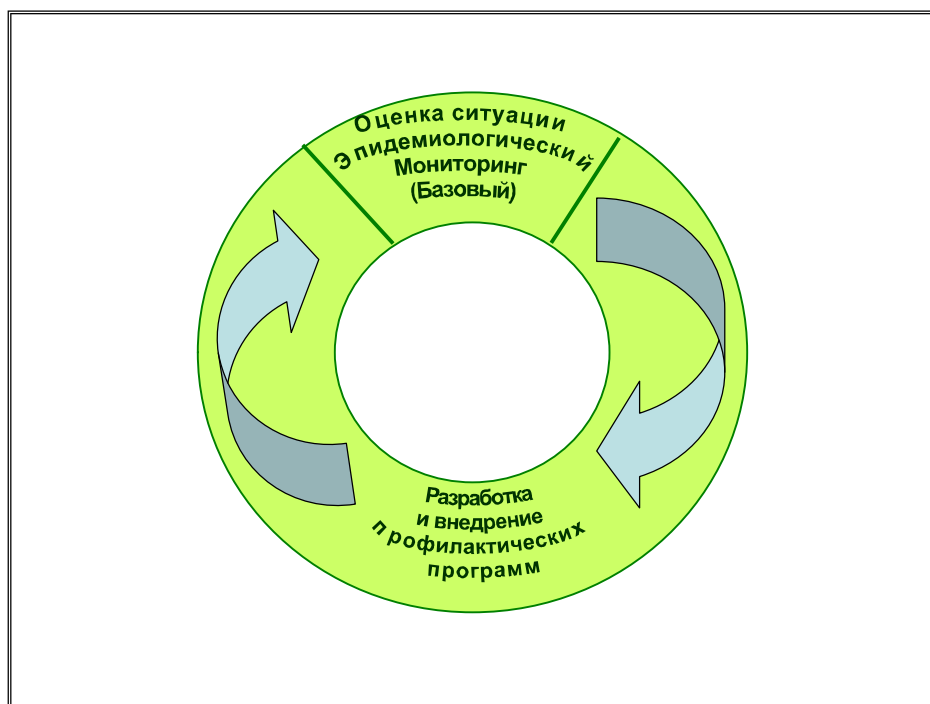 Оценка ситуации
Эпидемиологический
Мониторинг
(Базовый)
Разработка
и внедрение
профилактических
программ